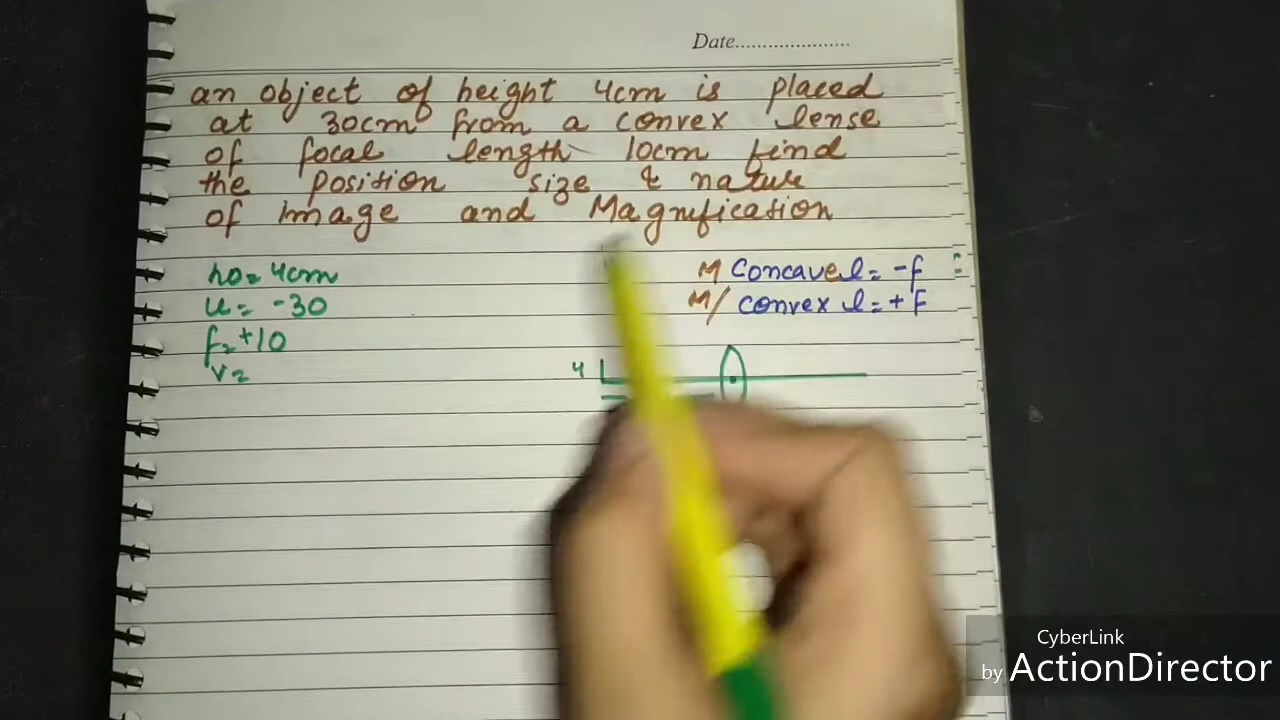 Date.....................
an object of height 4cm is placed
at 30cm from a convex lense
of focal length 10cm find
the position size & nature
of image and Magnification
ho= 4cm
u= -30
f= +10
v=
M Concave l= -f
M/ convex l= + F
4
CyberLink
by ActionDirector